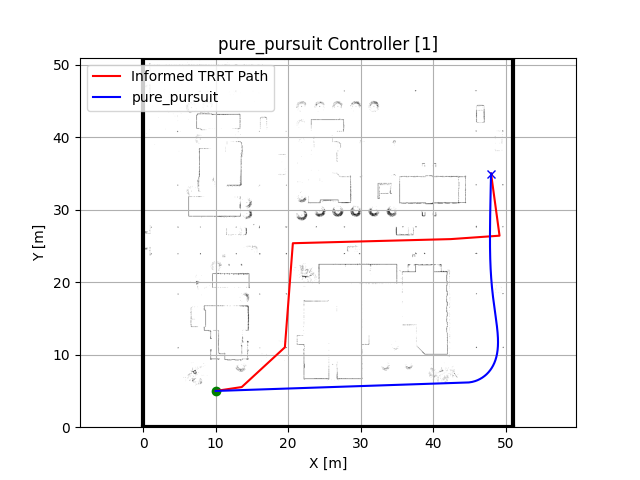 pure_pursuit Controller [1]
Informed TRRT Path
pure_pursuit
50
40
30
20
10
0
Y [m]
0 10 20 30 40 50
X [m]